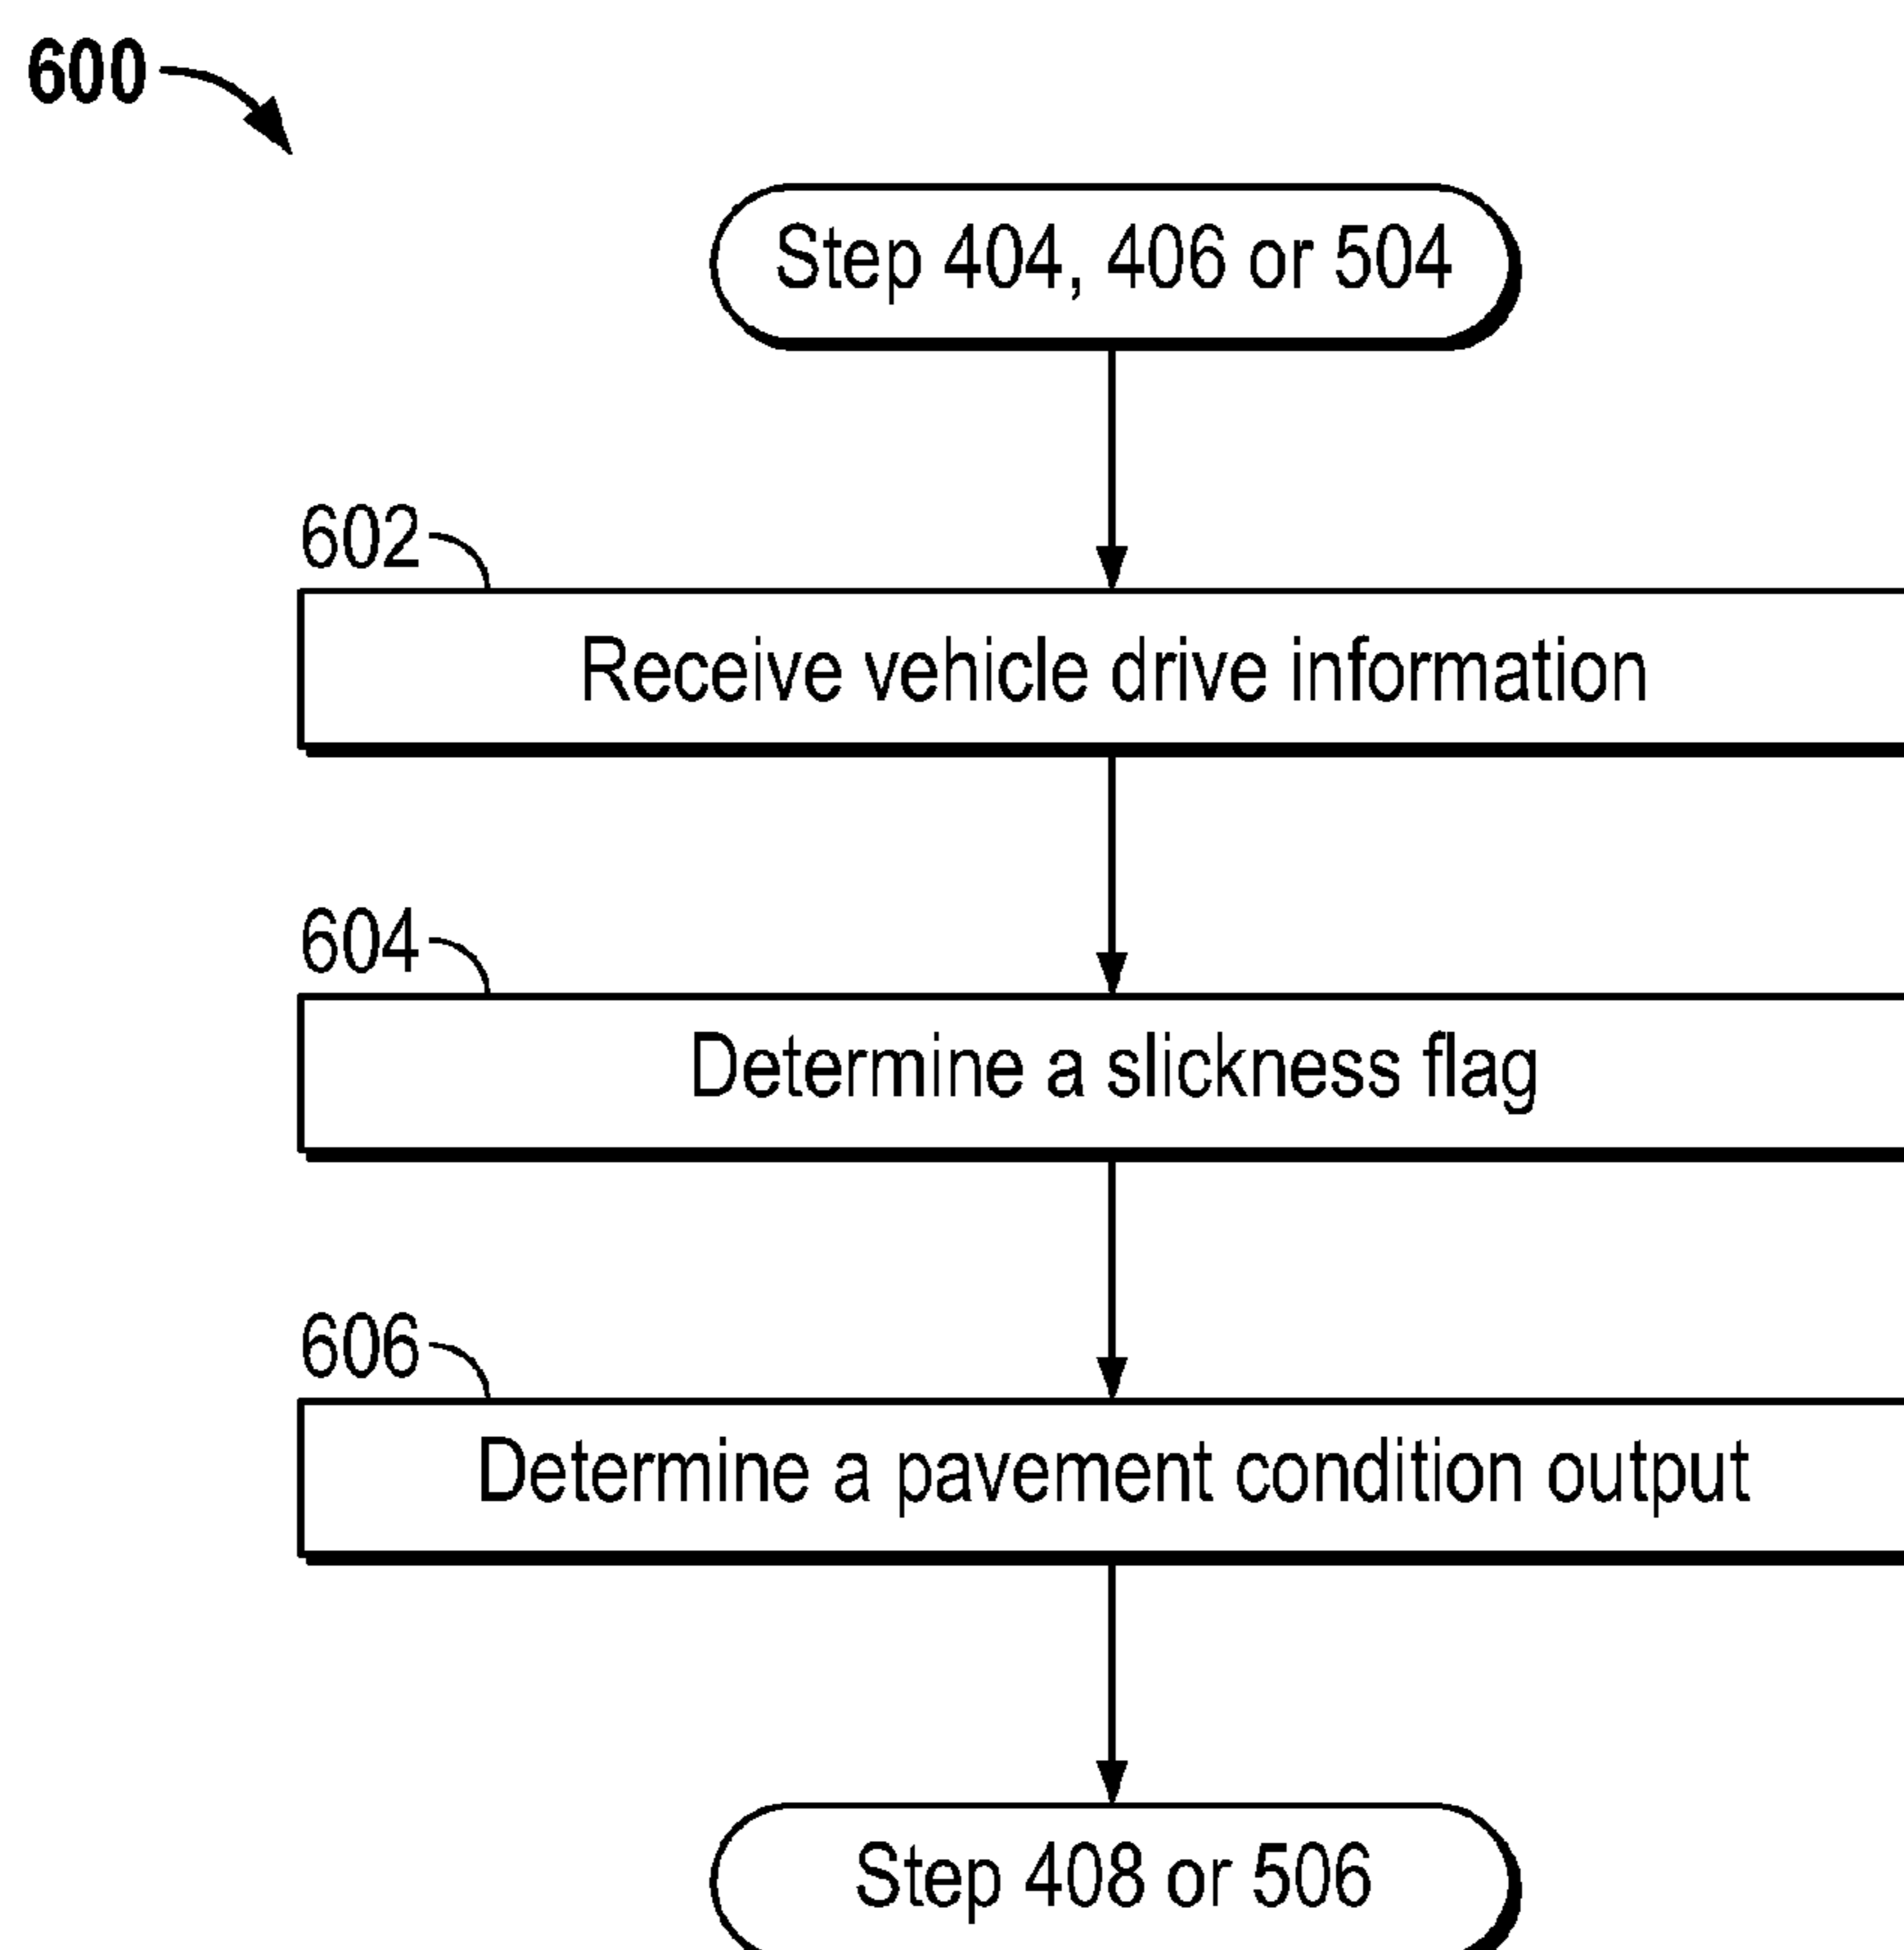 600
Step 404, 406 or 504
602
Receive vehicle drive information
604
Determine a slickness flag
606
Determine a pavement condition output
Step 408 or 506